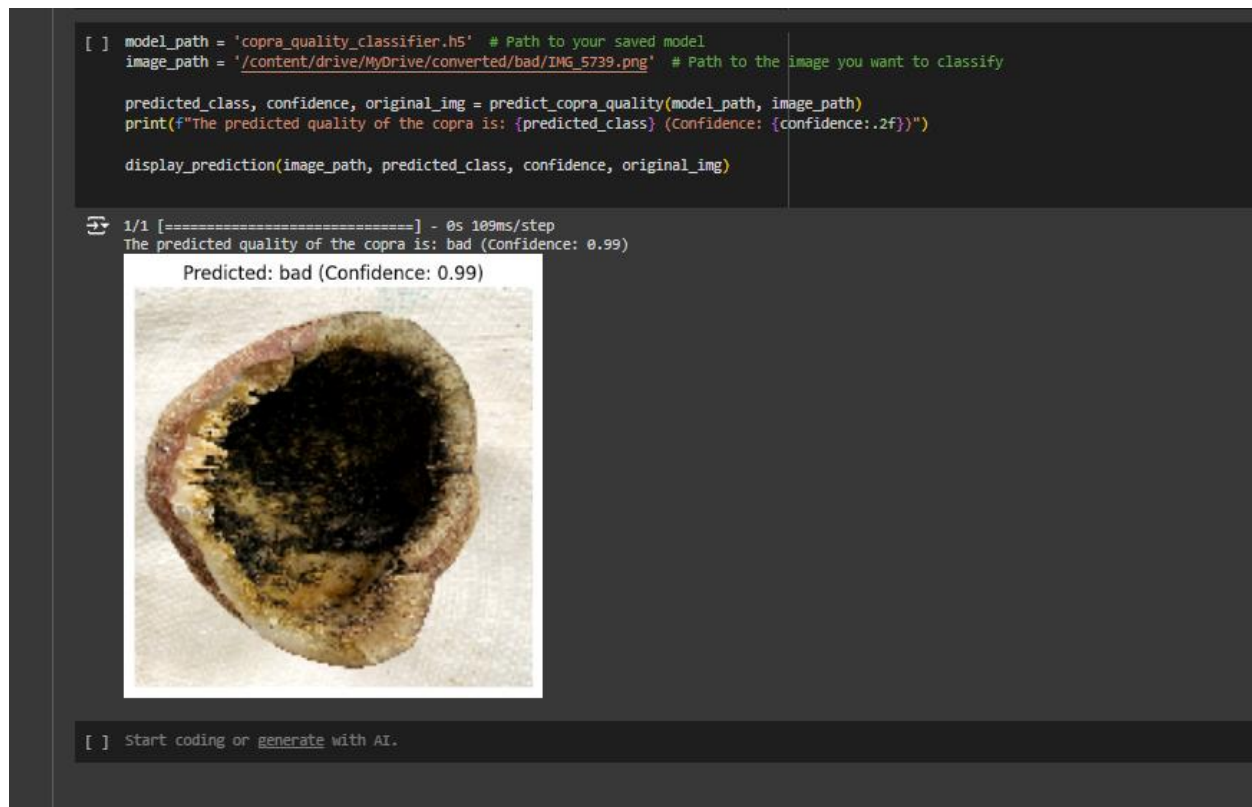 [ ] model_path = 'copra_quality_classifier.h5' # Path to your saved model
image_path = '/content/drive/MyDrive/converted/bad/IMG_5739.png' # Path to the image you want to classify
predicted_class, confidence, original_img = predict_copra_quality(model_path, image_path)
print(f"The predicted quality of the copra is: {predicted_class} (Confidence: {confidence:.2f})")
display_prediction(image_path, predicted_class, confidence, original_img)
1/1 [==============================] - 0s 109ms/step
The predicted quality of the copra is: bad (Confidence: 0.99)
Predicted: bad (Confidence: 0.99)
[ ] Start coding or generate with AI.